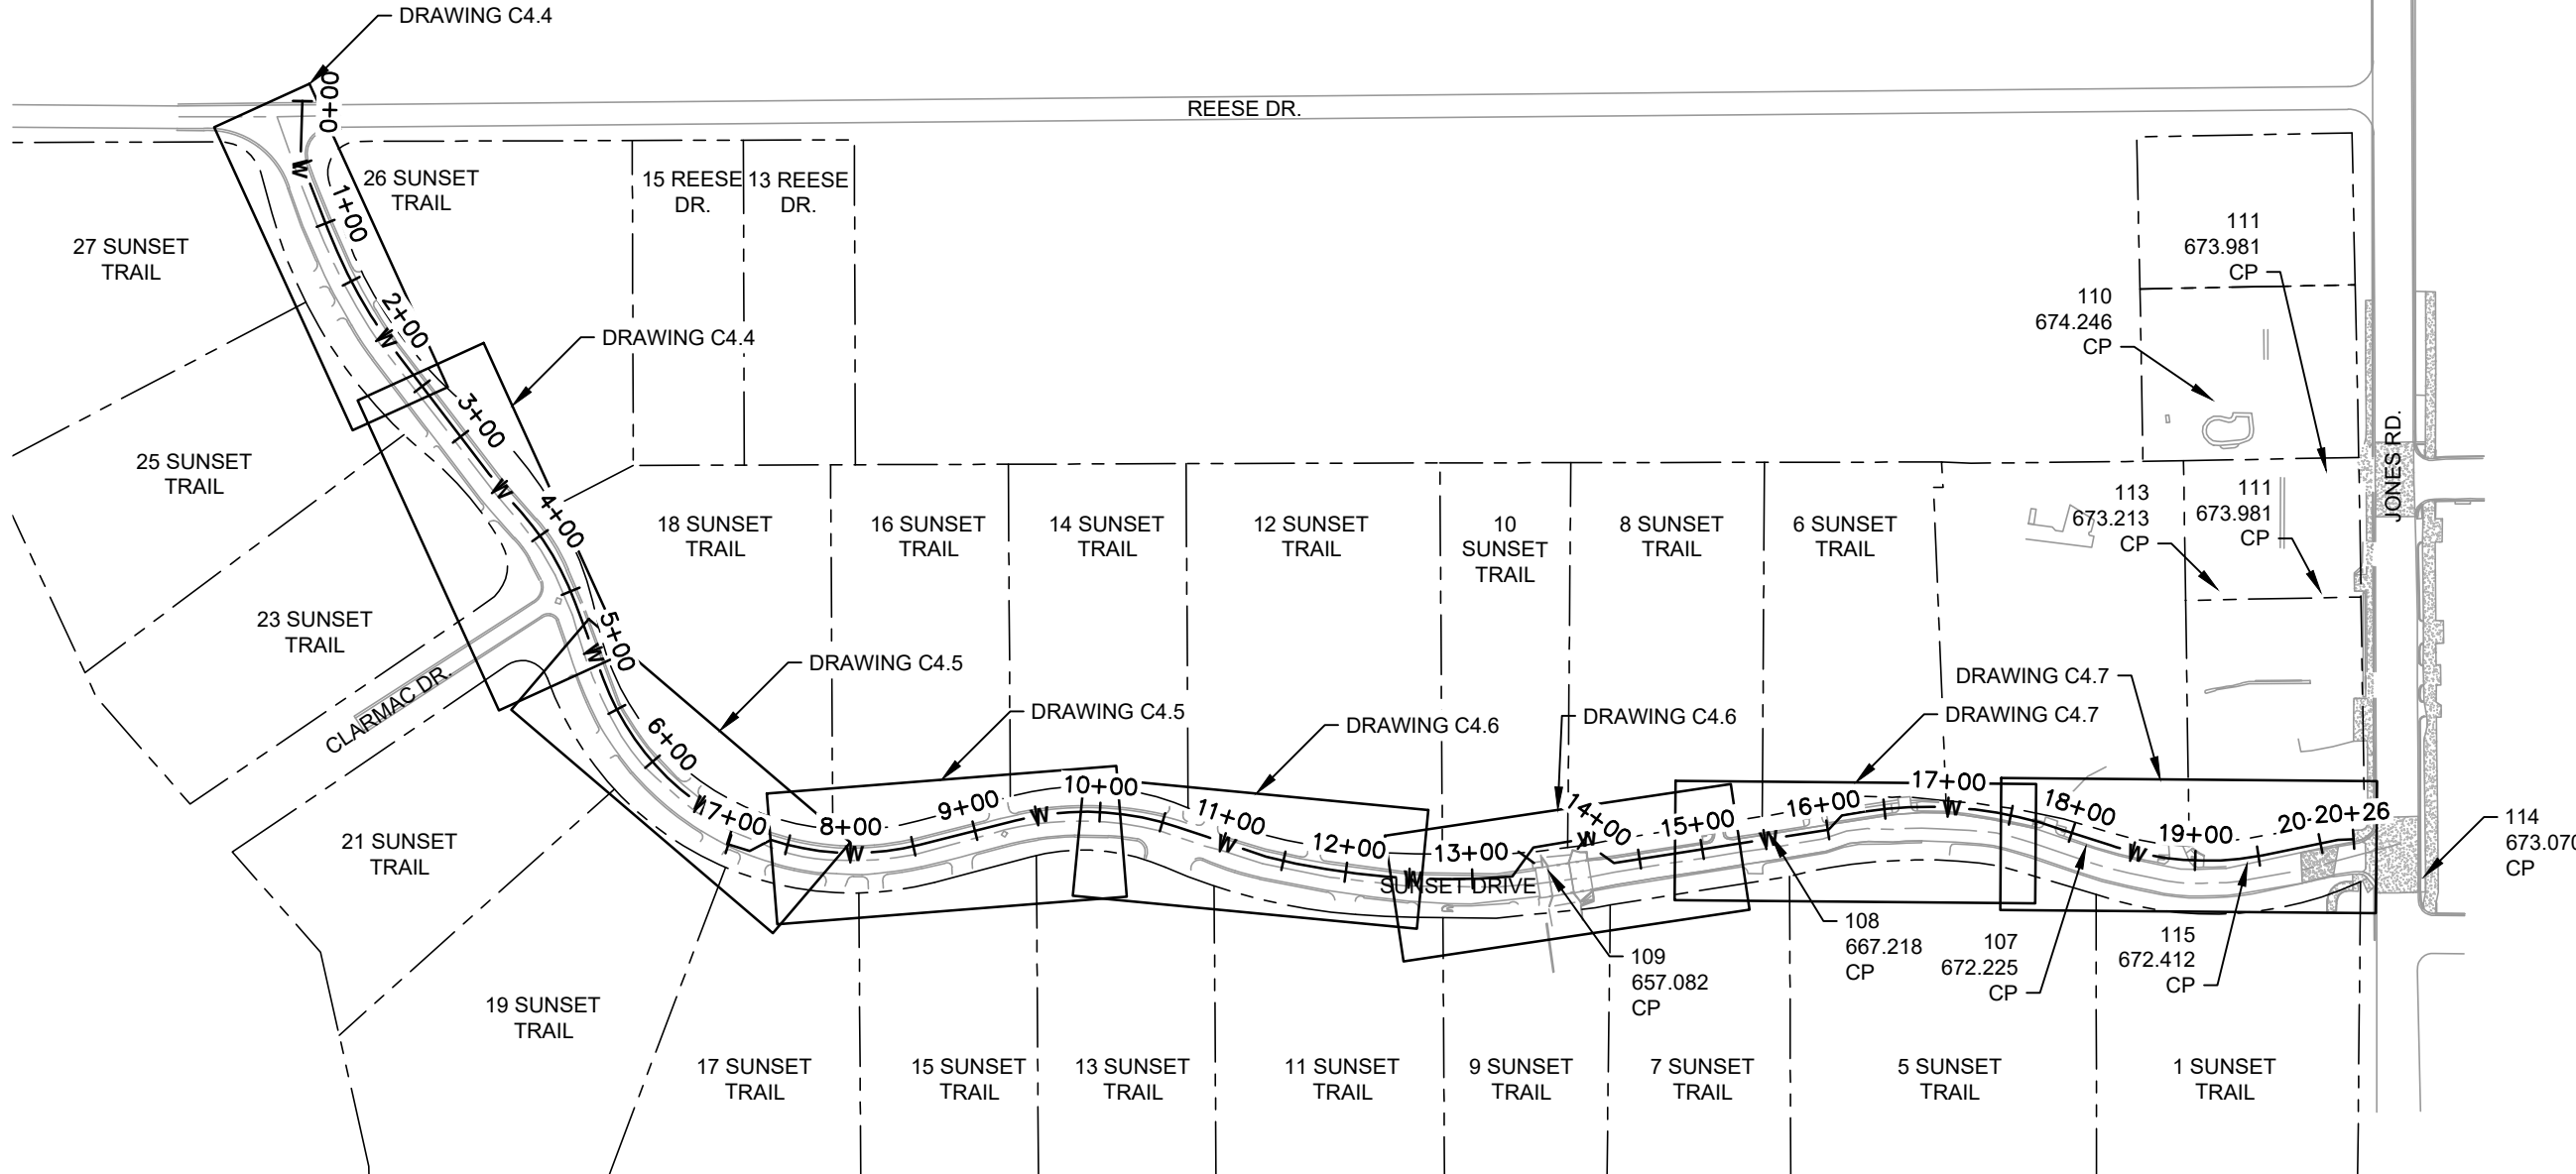 DRAWING C4.4
0+00
REESE DR.
W
26 SUNSET
TRAIL
15 REESE
DR.
13 REESE
DR.
1+00
27 SUNSET
TRAIL
111
673.981
CP
110
674.246
CP
2+00
W
DRAWING C4.4
3+00
25 SUNSET
TRAIL
JONES RD.
W
4+00
18 SUNSET
TRAIL
16 SUNSET
TRAIL
14 SUNSET
TRAIL
12 SUNSET
TRAIL
10
SUNSET
TRAIL
8 SUNSET
TRAIL
6 SUNSET
TRAIL
113
673.213
CP
111
673.981
CP
23 SUNSET
TRAIL
5+00
W
CLARMAC DR.
DRAWING C4.5
DRAWING C4.5
DRAWING C4.6
DRAWING C4.6
DRAWING C4.7
DRAWING C4.7
6+00
W
7+00
8+00
W
9+00
W
10+00
11+00
W
12+00
W
13+00
14+00
W
15+00
W
16+00
17+00
W
18+00
W
19+00
20+
20+26
SUNSET DRIVE
21 SUNSET
TRAIL
114
673.070
CP
109
657.082
CP
108
667.218
CP
107
672.225
CP
115
672.412
CP
19 SUNSET
TRAIL
17 SUNSET
TRAIL
15 SUNSET
TRAIL
13 SUNSET
TRAIL
11 SUNSET
TRAIL
9 SUNSET
TRAIL
7 SUNSET
TRAIL
5 SUNSET
TRAIL
1 SUNSET
TRAIL